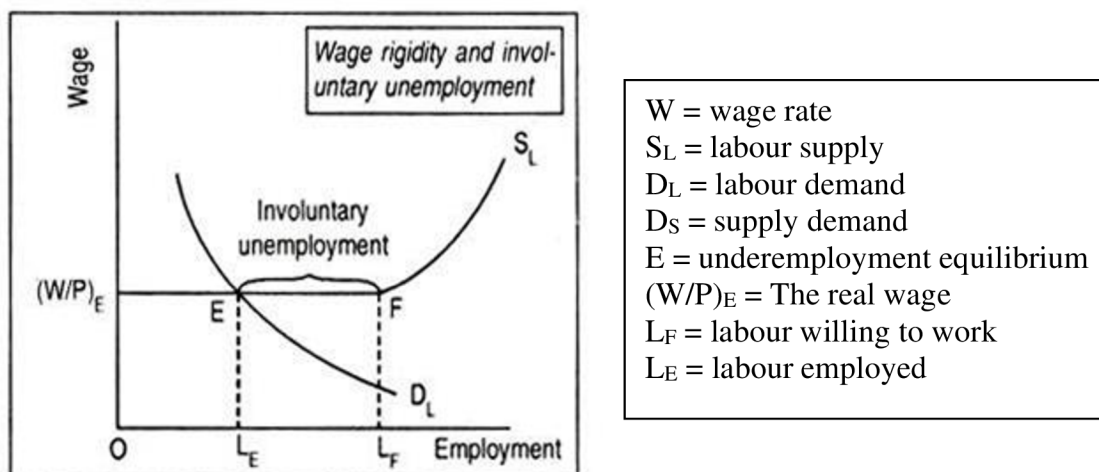 Wage rigidity and invol-
untary unemployment
Wage
S_L
Involuntary
unemployment
(W/P)_E
E
F
D_L
O
L_E
L_F
Employment
W = wage rate
S_L = labour supply
D_L = labour demand
D_S = supply demand
E = underemployment equilibrium
(W/P)_E = The real wage
L_F = labour willing to work
L_E = labour employed